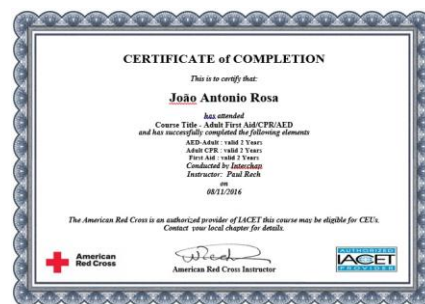 CERTIFICATE of COMPLETION
This is to certify that:
João Antonio Rosa
has attended
Course Title - Adult First Aid/CPR/AED
and has successfully completed the following elements
AED-Adult : valid 2 Years
Adult CPR : valid 2 Years
First Aid : valid 2 Years
Conducted by Interchap
Instructor: Paul Rech
on
08/11/2016
The American Red Cross is an authorized provider of IACET this course may be eligible for CEUs.
Contact your local chapter for details.
American
Red Cross
American Red Cross Instructor
AUTHORIZED
IACET
PROVIDER